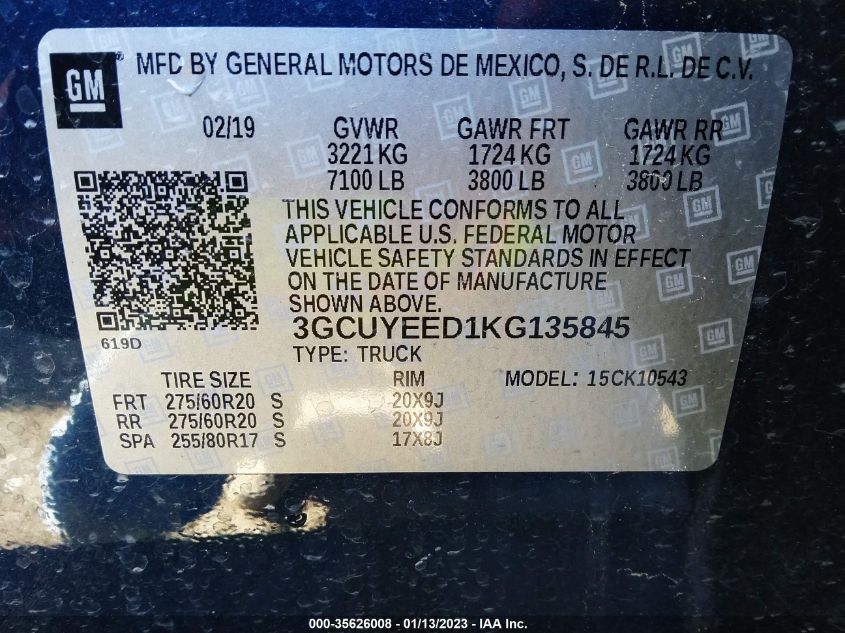 GM
MFD BY GENERAL MOTORS DE MEXICO, S. DE R.L. DE C.V.
02/19 GVWR GAWR FRT GAWR RR
3221 KG 1724 KG 1724 KG
7100 LB 3800 LB 3800 LB
THIS VEHICLE CONFORMS TO ALL
APPLICABLE U.S. FEDERAL MOTOR
VEHICLE SAFETY STANDARDS IN EFFECT
ON THE DATE OF MANUFACTURE
SHOWN ABOVE.
619D 3GCUYEED1KG135845
TYPE: TRUCK
TIRE SIZE RIM MODEL: 15CK10543
FRT 275/60R20 S 20X9J
RR 275/60R20 S 20X9J
SPA 255/80R17 S 17X8J
000-35626008 - 01/13/2023 - IAA Inc.